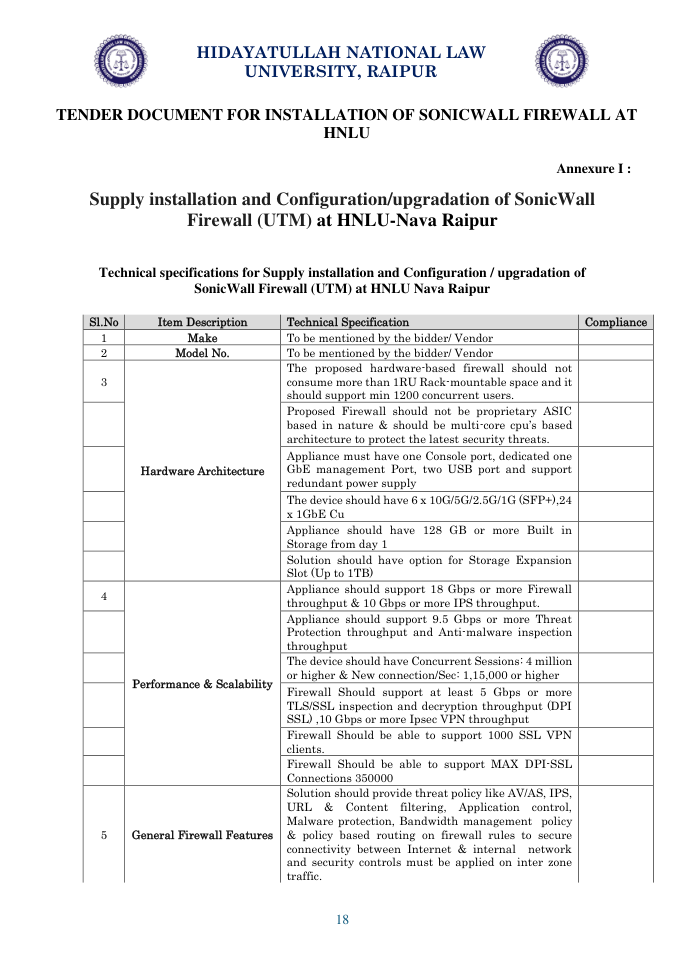 HIDAYATULLAH NATIONAL LAW
UNIVERSITY, RAIPUR
TENDER DOCUMENT FOR INSTALLATION OF SONICWALL FIREWALL AT
HNLU
Annexure I :
Supply installation and Configuration/upgradation of SonicWall
Firewall (UTM) at HNLU-Nava Raipur
Technical specifications for Supply installation and Configuration / upgradation of
SonicWall Firewall (UTM) at HNLU Nava Raipur
Sl.No Item Description Technical Specification Compliance
1 Make To be mentioned by the bidder/ Vendor
2 Model No. To be mentioned by the bidder/ Vendor
3
Hardware Architecture
The proposed hardware-based firewall should not
consume more than 1RU Rack-mountable space and it
should support min 1200 concurrent users.
Proposed Firewall should not be proprietary ASIC
based in nature & should be multi-core cpu's based
architecture to protect the latest security threats.
Appliance must have one Console port, dedicated one
GbE management Port, two USB port and support
redundant power supply
The device should have 6 x 10G/5G/2.5G/1G (SFP+),24
x 1GbE Cu
Appliance should have 128 GB or more Built in
Storage from day 1
Solution should have option for Storage Expansion
Slot (Up to 1TB)
4
Performance & Scalability
Appliance should support 18 Gbps or more Firewall
throughput & 10 Gbps or more IPS throughput.
Appliance should support 9.5 Gbps or more Threat
Protection throughput and Anti-malware inspection
throughput
The device should have Concurrent Sessions: 4 million
or higher & New connection/Sec: 1,15,000 or higher
Firewall Should support at least 5 Gbps or more
TLS/SSL inspection and decryption throughput (DPI
SSL) ,10 Gbps or more Ipsec VPN throughput
Firewall Should be able to support 1000 SSL VPN
clients.
Firewall Should be able to support MAX DPI-SSL
Connections 350000
5
General Firewall Features
Solution should provide threat policy like AV/AS, IPS,
URL & Content filtering, Application control,
Malware protection, Bandwidth management policy
& policy based routing on firewall rules to secure
connectivity between Internet & internal network
and security controls must be applied on inter zone
traffic.
18